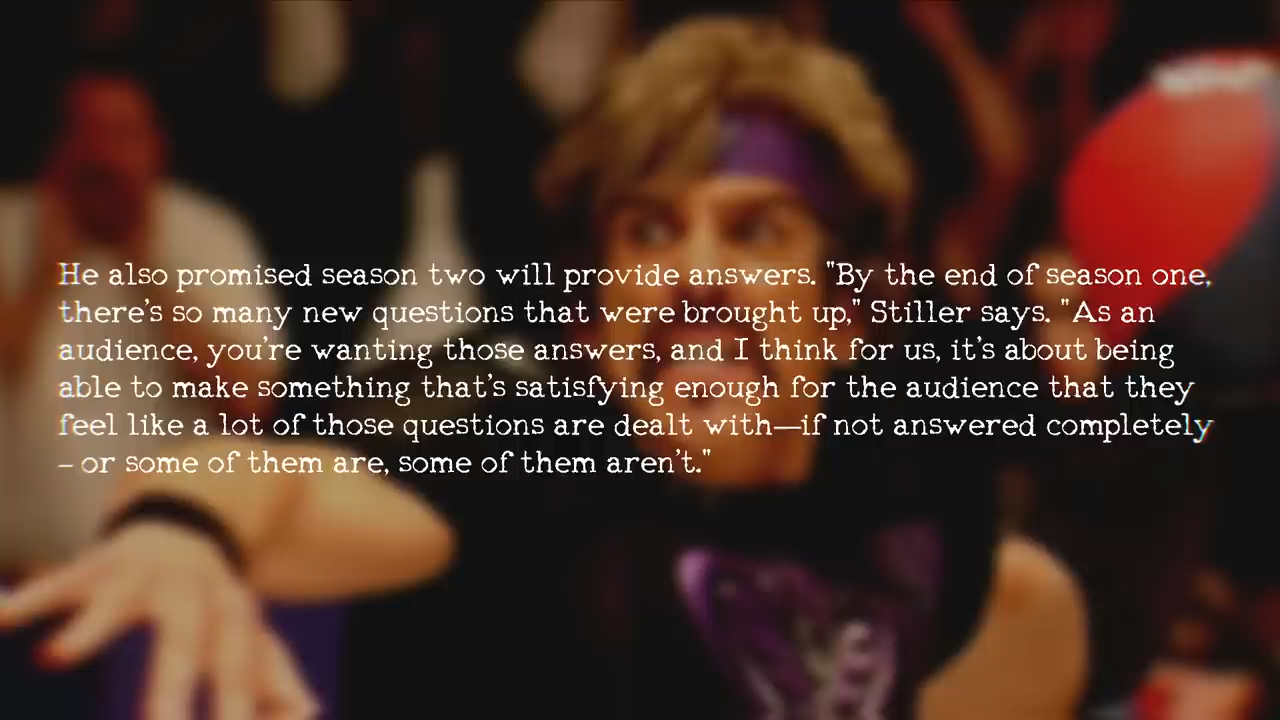 He also promised season two will provide answers. "By the end of season one,
there's so many new questions that were brought up," Stiller says. "As an
audience, you're wanting those answers, and I think for us, it's about being
able to make something that's satisfying enough for the audience that they
feel like a lot of those questions are dealt with—if not answered completely
– or some of them are, some of them aren't."